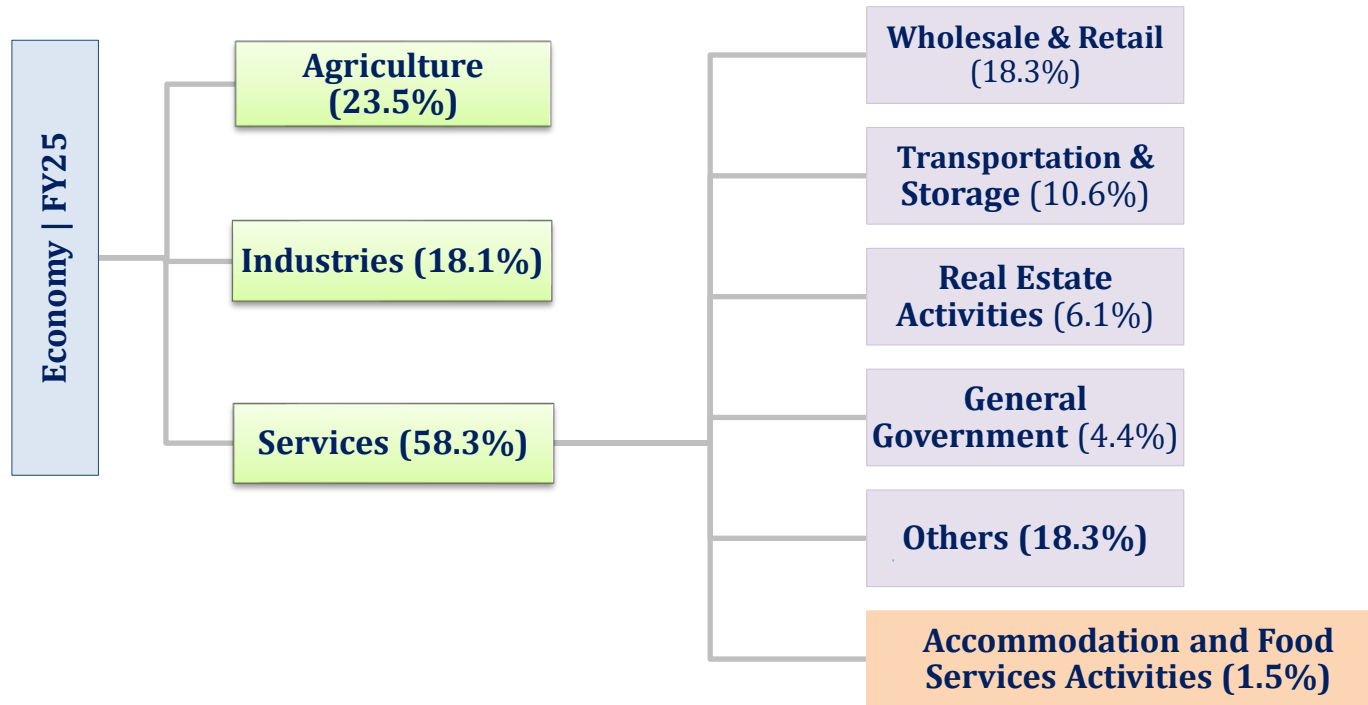 Economy | FY25
Agriculture
(23.5%)
Industries (18.1%)
Services (58.3%)
Wholesale & Retail
(18.3%)
Transportation &
Storage (10.6%)
Real Estate
Activities (6.1%)
General
Government (4.4%)
Others (18.3%)
Accommodation and Food
Services Activities (1.5%)